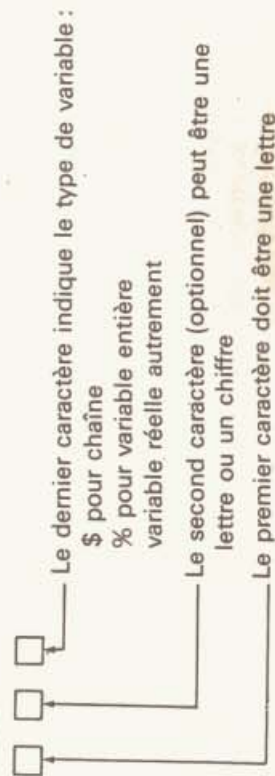 Le dernier caractère indique le type de variable :
$ pour chaîne
% pour variable entière
variable réelle autrement
Le second caractère (optionnel) peut être une
lettre ou un chiffre
Le premier caractère doit être une lettre